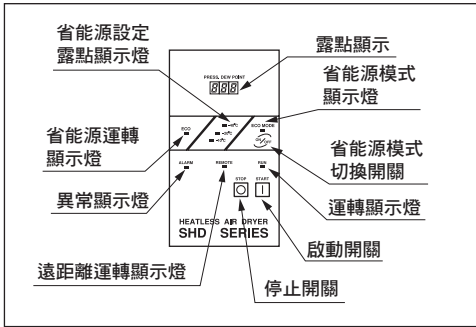 省能源設定
露點顯示燈
露點顯示
省能源模式
顯示燈
省能源運轉
顯示燈
省能源模式
切換開關
異常顯示燈
運轉顯示燈
遠距離運轉顯示燈
啟動開關
停止開關
PRESS. DEW POINT
888
ECO
ECO MODE
ON/OFF
ALARM
REMOTE
RUN
STOP
START
HEATLESS AIR DRYER
SHD SERIES